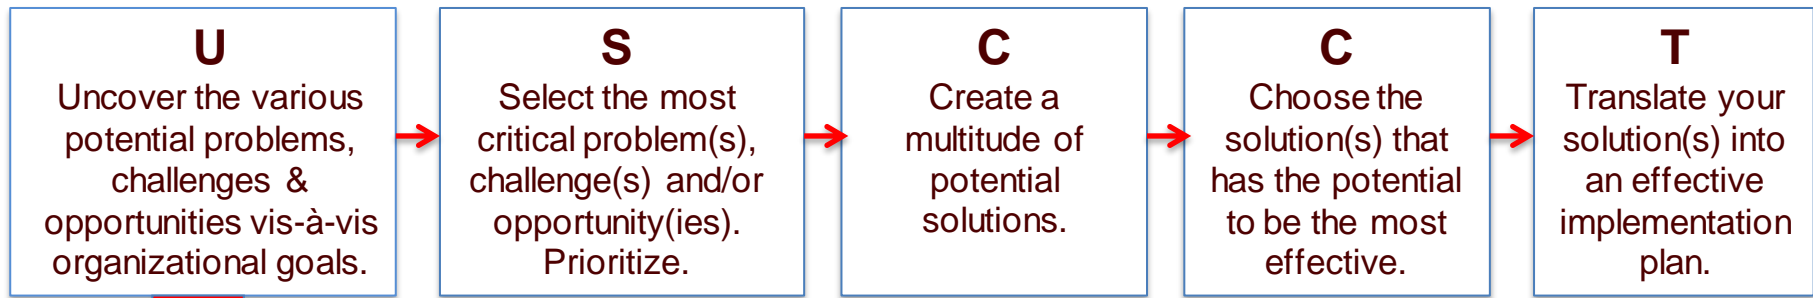 U
Uncover the various
potential problems,
challenges &
opportunities vis-à-vis
organizational goals.
S
Select the most
critical problem(s),
challenge(s) and/or
opportunity(ies).
Prioritize.
C
Create a
multitude of
potential
solutions.
C
Choose the
solution(s) that
has the potential
to be the most
effective.
T
Translate your
solution(s) into
an effective
implementation
plan.